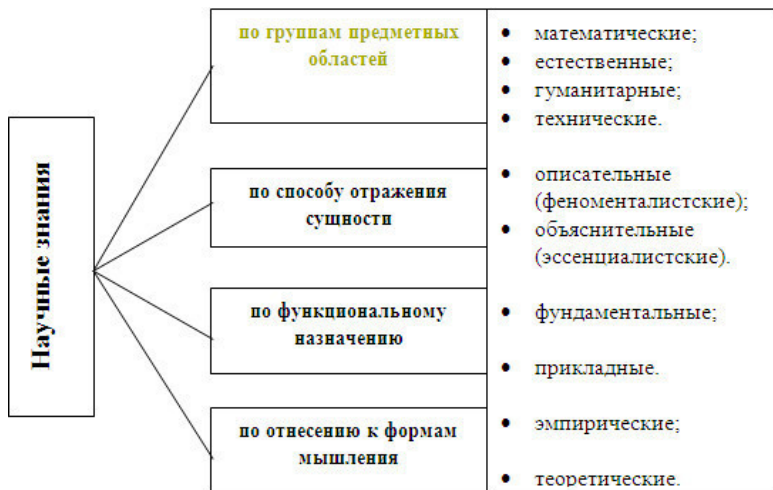 Научные знания
по группам предметных
областей
• математические;
• естественные;
• гуманитарные;
• технические.
по способу отражения
сущности
• описательные
(феноменталистские);
• объяснительные
(эссенциалистские).
по функциональному
назначению
• фундаментальные;
• прикладные.
по отнесению к формам
мышления
• эмпирические;
• теоретические.